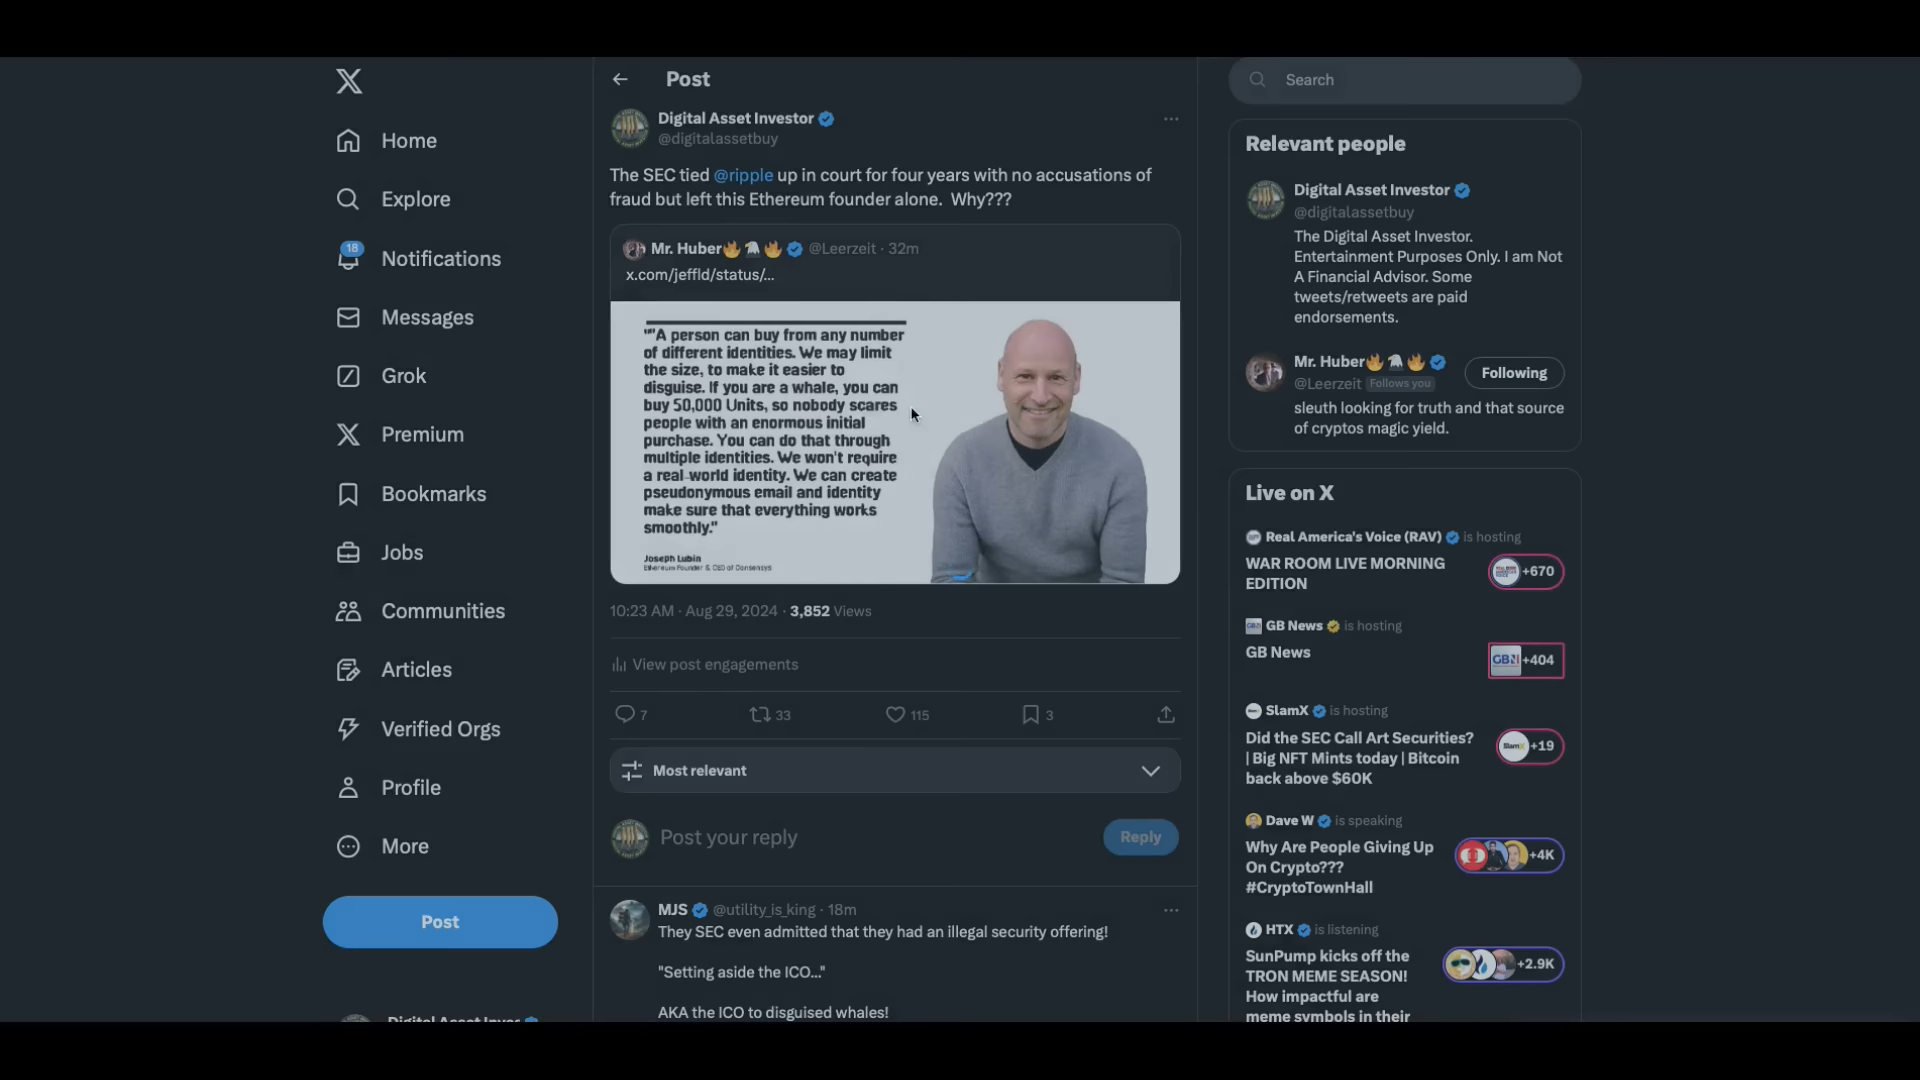 Home
Explore
18
Notifications
Messages
Grok
Premium
Bookmarks
Jobs
Communities
Articles
Verified Orgs
Profile
More
Post
Post
Digital Asset Investor
@digitalassetbuy
The SEC tied @ripple up in court for four years with no accusations of
fraud but left this Ethereum founder alone. Why???
Mr. Huber @Leerzeit · 32m
x.com/jeffld/status/...
""A person can buy from any number
of different identities. We may limit
the size, to make it easier to
disguise. If you are a whale, you can
buy 50,000 Units, so nobody scares
people with an enormous initial
purchase. You can do that through
multiple identities. We won't require
a real-world identity. We can create
pseudonymous email and identity
make sure that everything works
smoothly."
Joseph Lubin
Ethereum Founder & CEO of Consensys
10:23 AM · Aug 29, 2024 · 3,852 Views
View post engagements
7 33 115 3
Most relevant
Post your reply
Reply
MJS @utility_is_king · 18m
They SEC even admitted that they had an illegal security offering!
"Setting aside the ICO..."
AKA the ICO to disguised whales!
Search
Relevant people
Digital Asset Investor
@digitalassetbuy
The Digital Asset Investor.
Entertainment Purposes Only. I am Not
A Financial Advisor. Some
tweets/retweets are paid
endorsements.
Mr. Huber
@Leerzeit Follows you
Following
sleuth looking for truth and that source
of cryptos magic yield.
Live on X
Real America's Voice (RAV) is hosting
WAR ROOM LIVE MORNING
EDITION
+670
GB News is hosting
GB News
GBN +404
SlamX is hosting
Did the SEC Call Art Securities?
| Big NFT Mints today | Bitcoin
back above $60K
SlamX +19
Dave W is speaking
Why Are People Giving Up
On Crypto???
#CryptoTownHall
+4K
HTX is listening
SunPump kicks off the
TRON MEME SEASON!
How impactful are
meme symbols in their
+2.9K